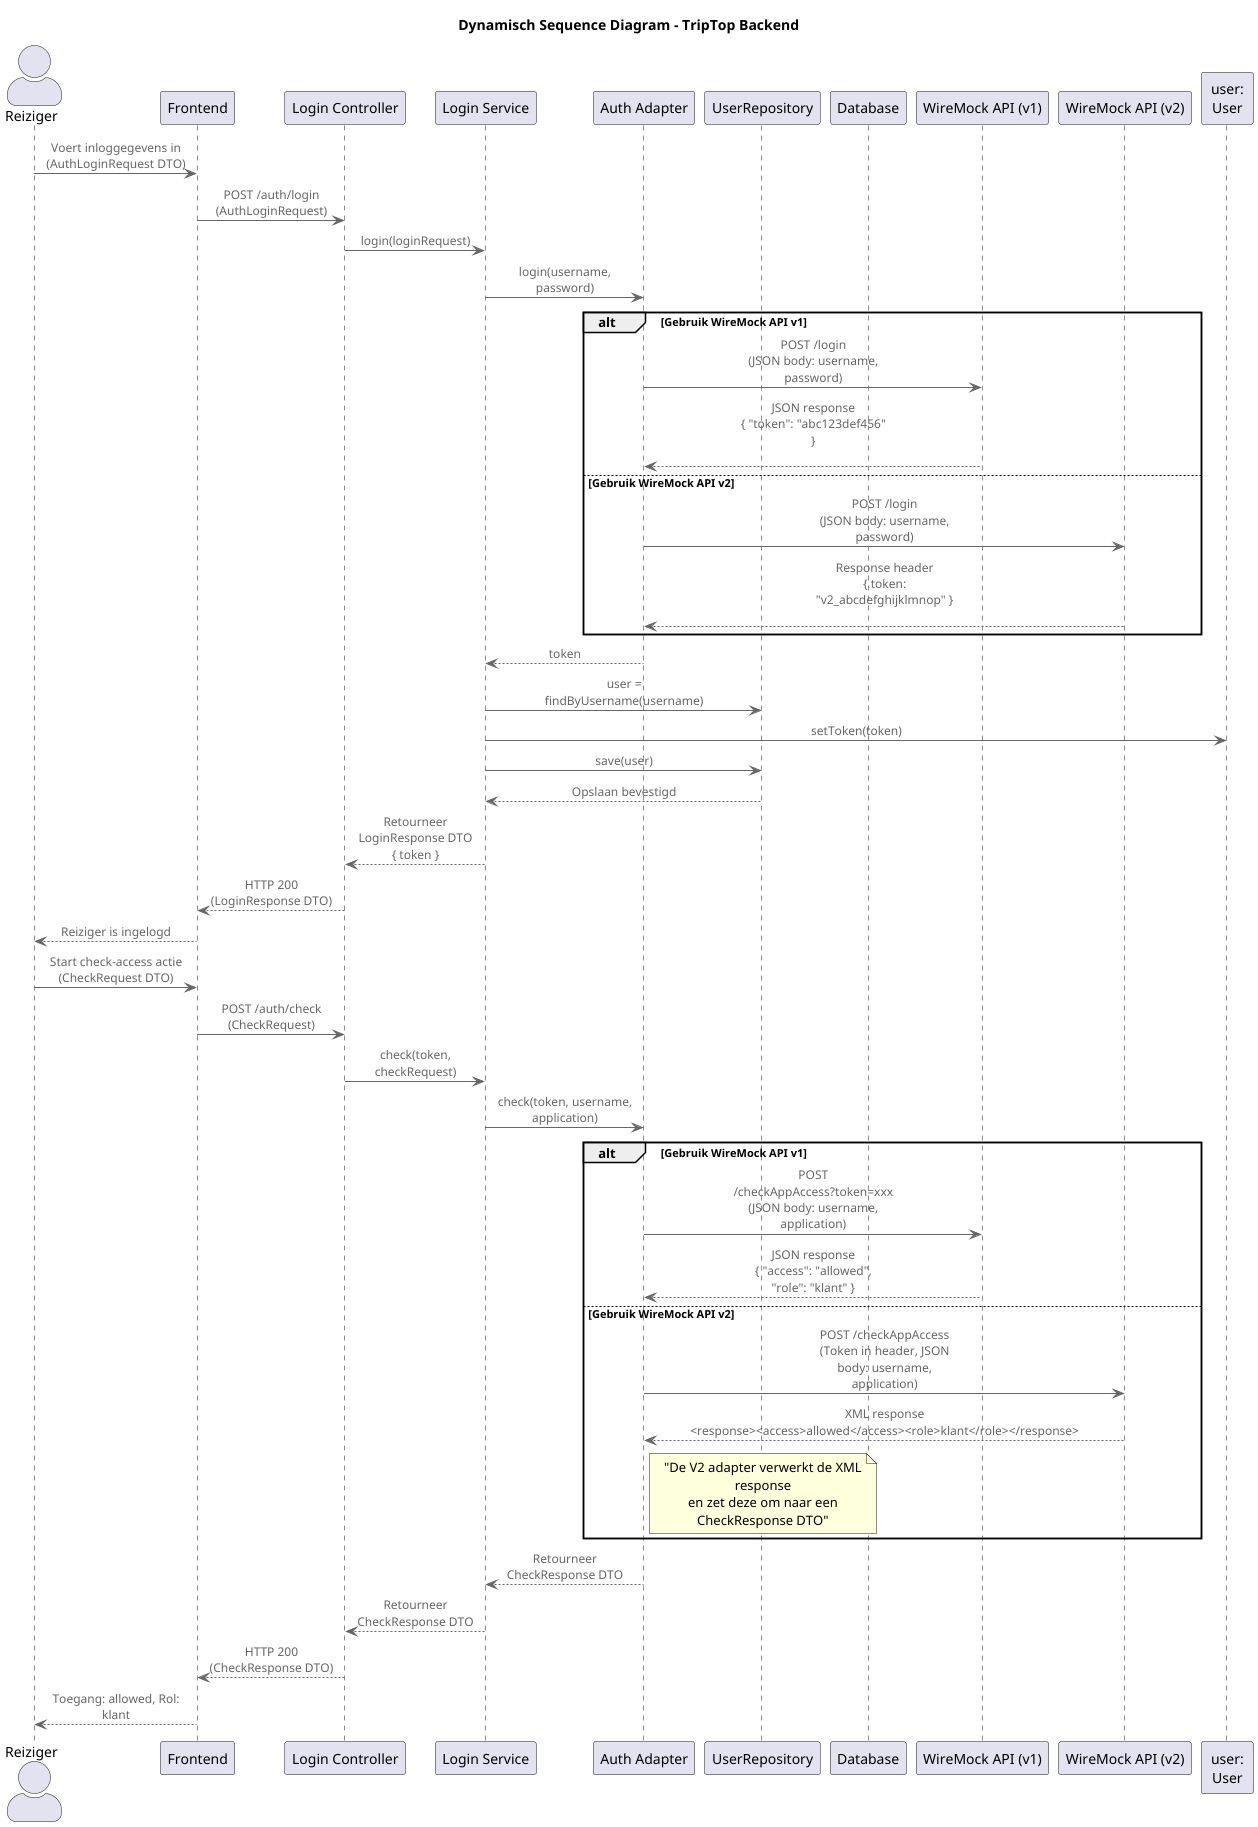 Dynamisch Sequence Diagram - TripTop Backend
Reiziger
Frontend
Login Controller
Login Service
Auth Adapter
UserRepository
Database
WireMock API (v1)
WireMock API (v2)
user:
User
Voert inloggegevens in
(AuthLoginRequest DTO)
POST /auth/login
(AuthLoginRequest)
login(loginRequest)
login(username,
password)
alt
[Gebruik WireMock API v1]
POST /login
(JSON body: username,
password)
JSON response
{ "token": "abc123def456"
}
[Gebruik WireMock API v2]
POST /login
(JSON body: username,
password)
Response header
{ token:
"v2_abcdefghijklmnop" }
token
user =
findByUsername(username)
setToken(token)
save(user)
Opslaan bevestigd
Retourneer
LoginResponse DTO
{ token }
HTTP 200
(LoginResponse DTO)
Reiziger is ingelogd
Start check-access actie
(CheckRequest DTO)
POST /auth/check
(CheckRequest)
check(token,
checkRequest)
check(token, username,
application)
alt
[Gebruik WireMock API v1]
POST
/checkAppAccess?token=xxx
(JSON body: username,
application)
JSON response
{ "access": "allowed",
"role": "klant" }
[Gebruik WireMock API v2]
POST /checkAppAccess
(Token in header, JSON
body: username,
application)
XML response
<response><access>allowed</access><role>klant</role></response>
"De V2 adapter verwerkt de XML
response
en zet deze om naar een
CheckResponse DTO"
Retourneer
CheckResponse DTO
Retourneer
CheckResponse DTO
HTTP 200
(CheckResponse DTO)
Toegang: allowed, Rol:
klant
Reiziger
Frontend
Login Controller
Login Service
Auth Adapter
UserRepository
Database
WireMock API (v1)
WireMock API (v2)
user:
User